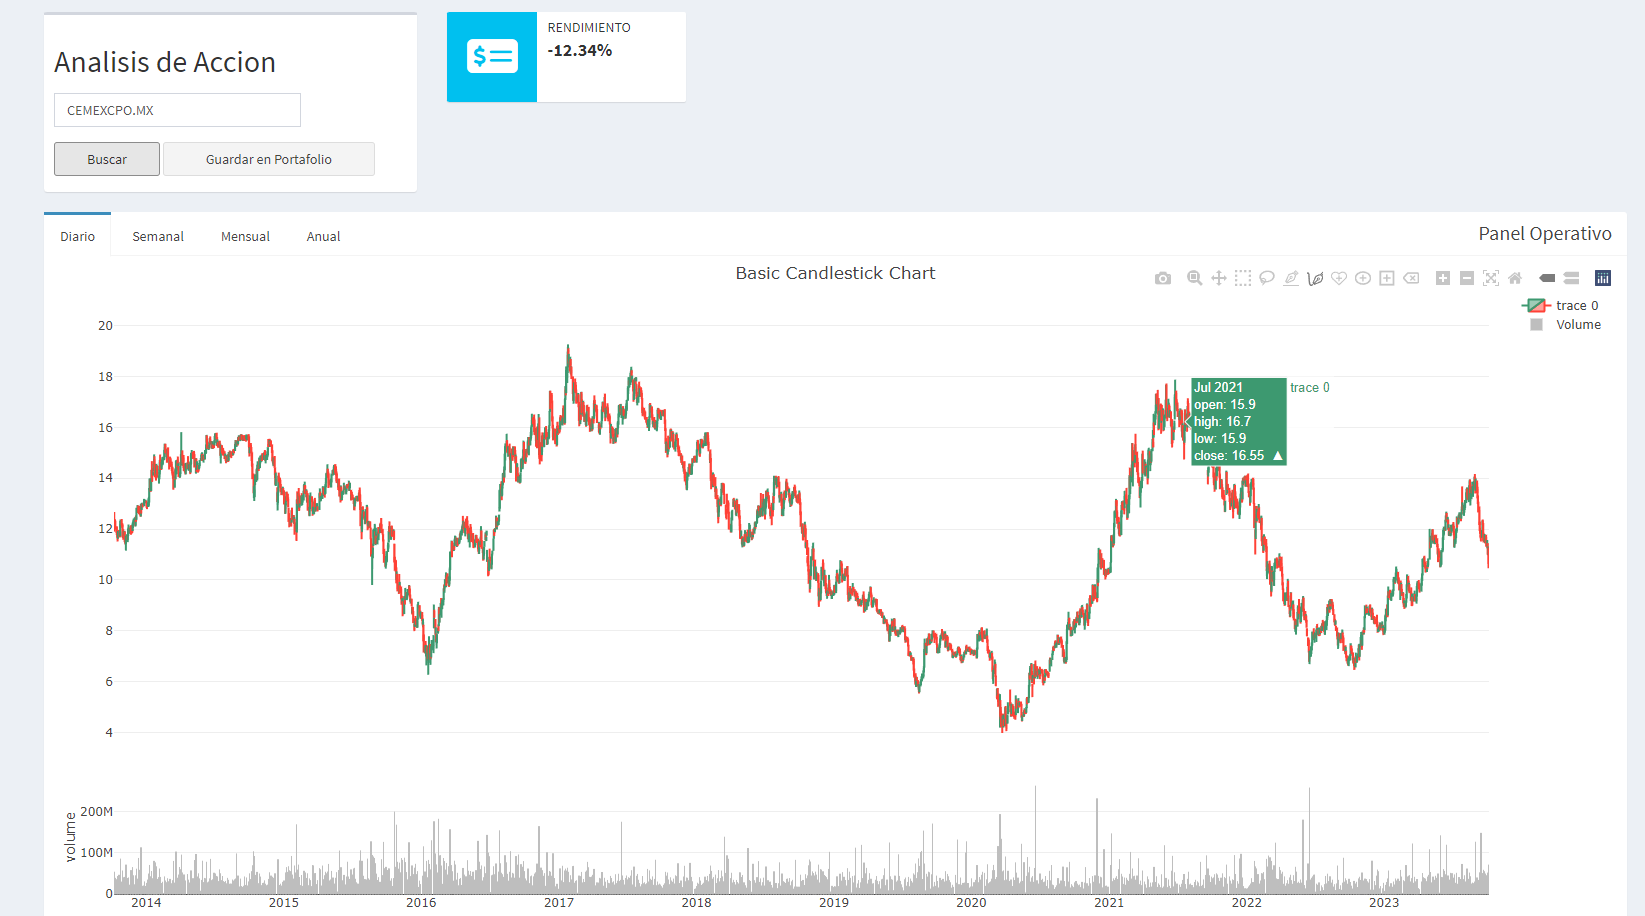 Analisis de Accion
CEMEXCPO.MX
Buscar
Guardar en Portafolio
RENDIMIENTO
-12.34%
Diario
Semanal
Mensual
Anual
Panel Operativo
Basic Candlestick Chart
trace 0
Volume
20
18
16
14
12
10
8
6
4
Jul 2021
open: 15.9
high: 16.7
low: 15.9
close: 16.55 ▲
trace 0
volume
200M
100M
0
2014
2015
2016
2017
2018
2019
2020
2021
2022
2023